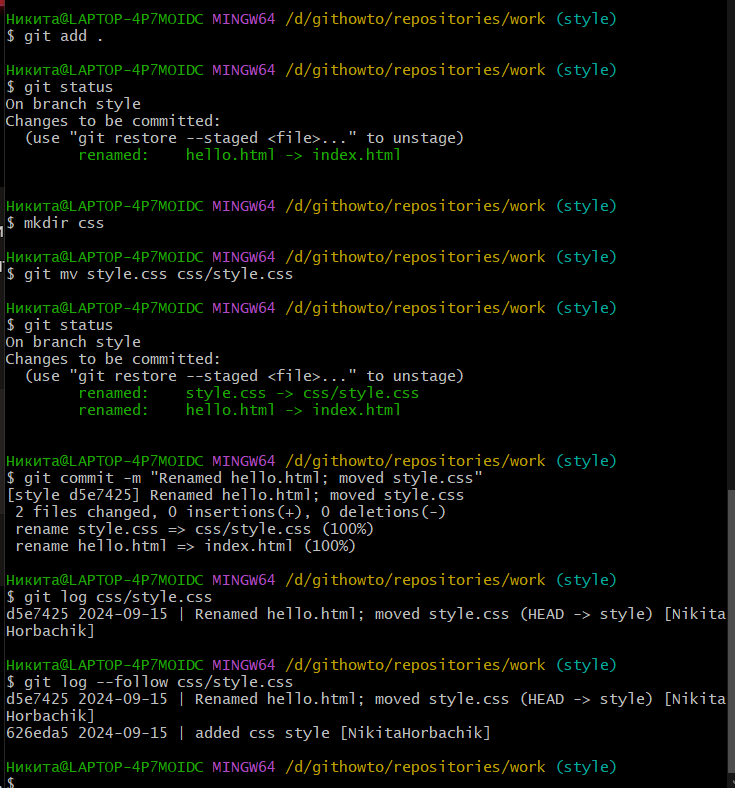 Никита@LAPTOP-4P7MOIDC MINGW64 /d/githowto/repositories/work (style)
$ git add .
Никита@LAPTOP-4P7MOIDC MINGW64 /d/githowto/repositories/work (style)
$ git status
On branch style
Changes to be committed:
  (use "git restore --staged <file>..." to unstage)
        renamed:    hello.html -> index.html
Никита@LAPTOP-4P7MOIDC MINGW64 /d/githowto/repositories/work (style)
$ mkdir css
Никита@LAPTOP-4P7MOIDC MINGW64 /d/githowto/repositories/work (style)
$ git mv style.css css/style.css
Никита@LAPTOP-4P7MOIDC MINGW64 /d/githowto/repositories/work (style)
$ git status
On branch style
Changes to be committed:
  (use "git restore --staged <file>..." to unstage)
        renamed:    style.css -> css/style.css
        renamed:    hello.html -> index.html
Никита@LAPTOP-4P7MOIDC MINGW64 /d/githowto/repositories/work (style)
$ git commit -m "Renamed hello.html; moved style.css"
[style d5e7425] Renamed hello.html; moved style.css
 2 files changed, 0 insertions(+), 0 deletions(-)
 rename style.css => css/style.css (100%)
 rename hello.html => index.html (100%)
Никита@LAPTOP-4P7MOIDC MINGW64 /d/githowto/repositories/work (style)
$ git log css/style.css
d5e7425 2024-09-15 | Renamed hello.html; moved style.css (HEAD -> style) [Nikita
Horbachik]
Никита@LAPTOP-4P7MOIDC MINGW64 /d/githowto/repositories/work (style)
$ git log --follow css/style.css
d5e7425 2024-09-15 | Renamed hello.html; moved style.css (HEAD -> style) [Nikita
Horbachik]
626eda5 2024-09-15 | added css style [NikitaHorbachik]
Никита@LAPTOP-4P7MOIDC MINGW64 /d/githowto/repositories/work (style)
$